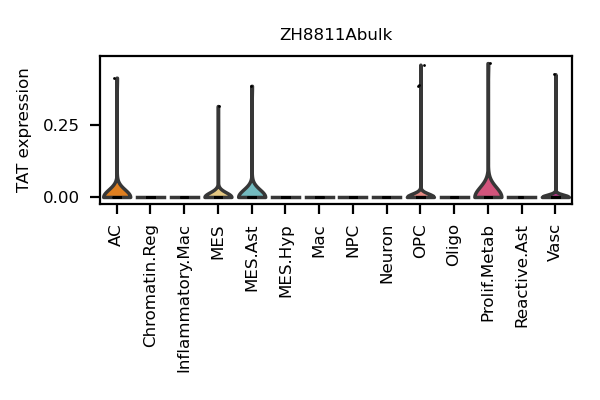 ZH8811Abulk
TAT expression
0.25
0.00
AC
Chromatin.Reg
Inflammatory.Mac
MES
MES.Ast
MES.Hyp
Mac
NPC
Neuron
OPC
Oligo
Prolif.Metab
Reactive.Ast
Vasc